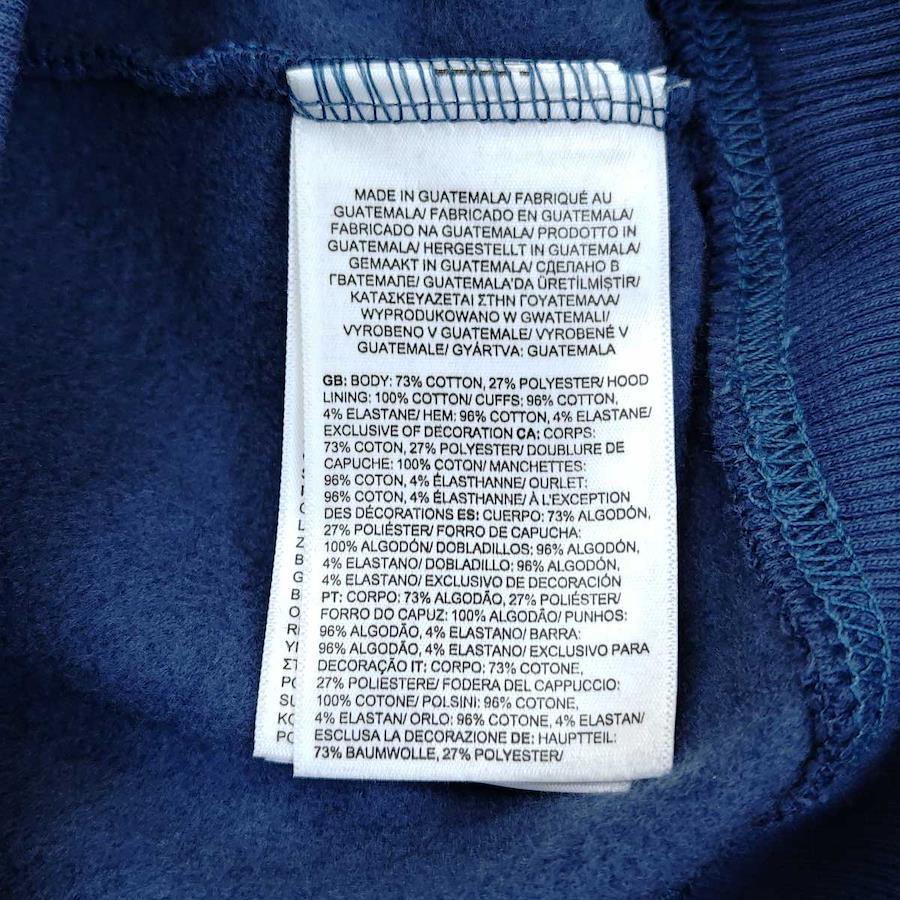 MADE IN GUATEMALA/ FABRIQUÉ AU
GUATEMALA/ FABRICADO EN GUATEMALA/
FABRICADO NA GUATEMALA/ PRODOTTO IN
GUATEMALA/ HERGESTELLT IN GUATEMALA/
GEMAAKT IN GUATEMALA/ СДЕЛАНО В
ГВАТЕМАЛЕ/ GUATEMALA'DA ÜRETİLMİŞTİR/
ΚΑΤΑΣΚΕΥΑΖΕΤΑΙ ΣΤΗΝ ΓΟΥΑΤΕΜΑΛΑ/
WYPRODUKOWANO W GWATEMALI/
VYROBENO V GUATEMALE/ VYROBENÉ V
GUATEMALE/ GYÁRTVA: GUATEMALA
GB: BODY: 73% COTTON, 27% POLYESTER/ HOOD
LINING: 100% COTTON/ CUFFS: 96% COTTON,
4% ELASTANE/ HEM: 96% COTTON, 4% ELASTANE/
EXCLUSIVE OF DECORATION CA: CORPS:
73% COTON, 27% POLYESTER/ DOUBLURE DE
CAPUCHE: 100% COTON/ MANCHETTES:
96% COTON, 4% ÉLASTHANNE/ OURLET:
96% COTON, 4% ÉLASTHANNE/ À L'EXCEPTION
DES DÉCORATIONS ES: CUERPO: 73% ALGODÓN,
27% POLIÉSTER/ FORRO DE CAPUCHA:
100% ALGODÓN/ DOBLADILLOS: 96% ALGODÓN,
4% ELASTANO/ DOBLADILLO: 96% ALGODÓN,
4% ELASTANO/ EXCLUSIVO DE DECORACIÓN
PT: CORPO: 73% ALGODÃO, 27% POLIÉSTER/
FORRO DO CAPUZ: 100% ALGODÃO/ PUNHOS:
96% ALGODÃO, 4% ELASTANO/ BARRA:
96% ALGODÃO, 4% ELASTANO/ EXCLUSIVO PARA
DECORAÇÃO IT: CORPO: 73% COTONE,
27% POLIESTERE/ FODERA DEL CAPPUCCIO:
100% COTONE/ POLSINI: 96% COTONE,
4% ELASTAN/ ORLO: 96% COTONE, 4% ELASTAN/
ESCLUSA LA DECORAZIONE DE: HAUPTTEIL:
73% BAUMWOLLE, 27% POLYESTER/